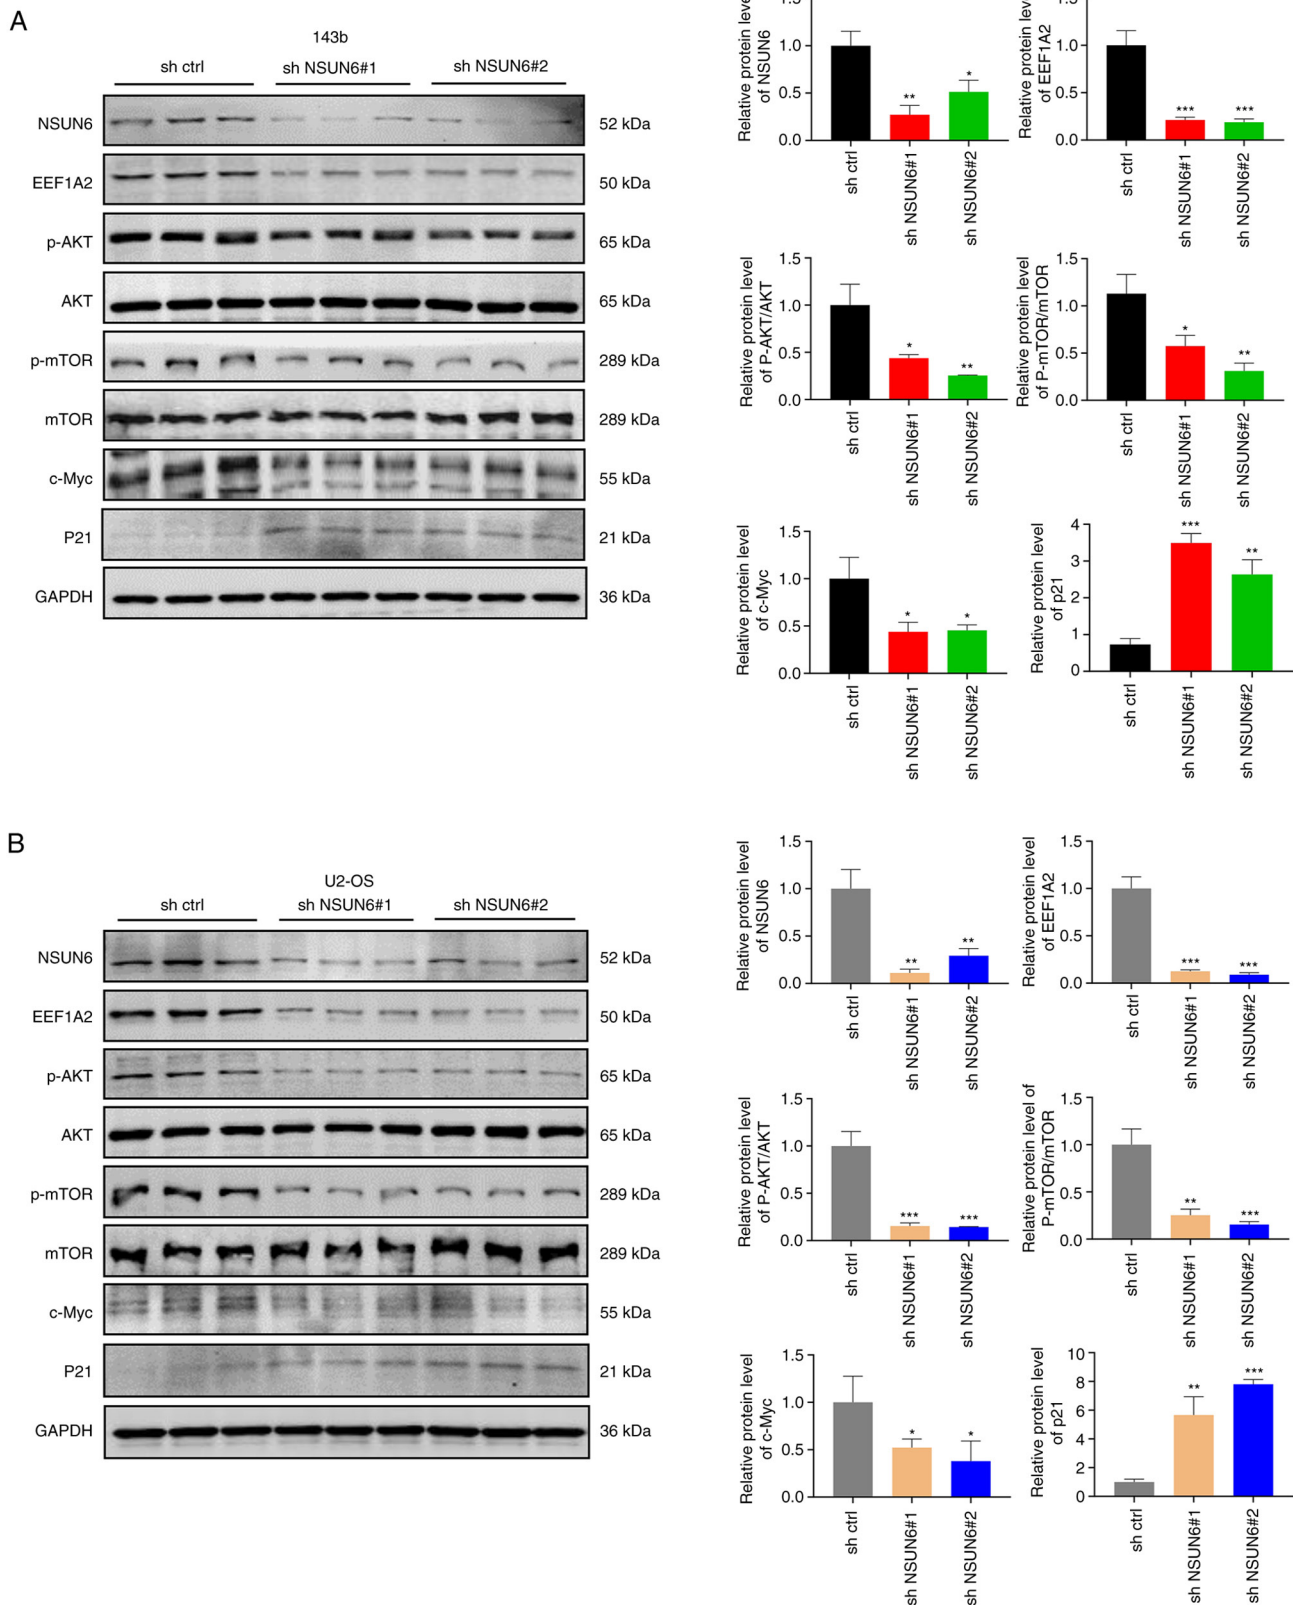 A
143b
sh ctrl
sh NSUN6#1
sh NSUN6#2
NSUN6
52 kDa
EEF1A2
50 kDa
p-AKT
65 kDa
AKT
65 kDa
p-mTOR
289 kDa
mTOR
289 kDa
c-Myc
55 kDa
P21
21 kDa
GAPDH
36 kDa
Relative protein level
of NSUN6
1.5
1.0
0.5
0.0
**
*
sh ctrl
sh NSUN6#1
sh NSUN6#2
Relative protein level
of EEF1A2
1.5
1.0
0.5
0.0
***
***
sh ctrl
sh NSUN6#1
sh NSUN6#2
Relative protein level
of P-AKT/AKT
1.5
1.0
0.5
0.0
*
**
sh ctrl
sh NSUN6#1
sh NSUN6#2
Relative protein level
of P-mTOR/mTOR
1.5
1.0
0.5
0.0
*
**
sh ctrl
sh NSUN6#1
sh NSUN6#2
Relative protein level
of c-Myc
1.5
1.0
0.5
0.0
*
*
sh ctrl
sh NSUN6#1
sh NSUN6#2
Relative protein level
of p21
4
3
2
1
0
***
**
sh ctrl
sh NSUN6#1
sh NSUN6#2
B
U2-OS
sh ctrl
sh NSUN6#1
sh NSUN6#2
NSUN6
52 kDa
EEF1A2
50 kDa
p-AKT
65 kDa
AKT
65 kDa
p-mTOR
289 kDa
mTOR
289 kDa
c-Myc
55 kDa
P21
21 kDa
GAPDH
36 kDa
Relative protein level
of NSUN6
1.5
1.0
0.5
0.0
**
**
sh ctrl
sh NSUN6#1
sh NSUN6#2
Relative protein level
of EEF1A2
1.5
1.0
0.5
0.0
***
***
sh ctrl
sh NSUN6#1
sh NSUN6#2
Relative protein level
of P-AKT/AKT
1.5
1.0
0.5
0.0
***
***
sh ctrl
sh NSUN6#1
sh NSUN6#2
Relative protein level of
P-mTOR/mTOR
1.5
1.0
0.5
0.0
**
***
sh ctrl
sh NSUN6#1
sh NSUN6#2
Relative protein level
of c-Myc
1.5
1.0
0.5
0.0
*
*
sh ctrl
sh NSUN6#1
sh NSUN6#2
Relative protein level
of p21
10
8
6
4
2
0
**
***
sh ctrl
sh NSUN6#1
sh NSUN6#2